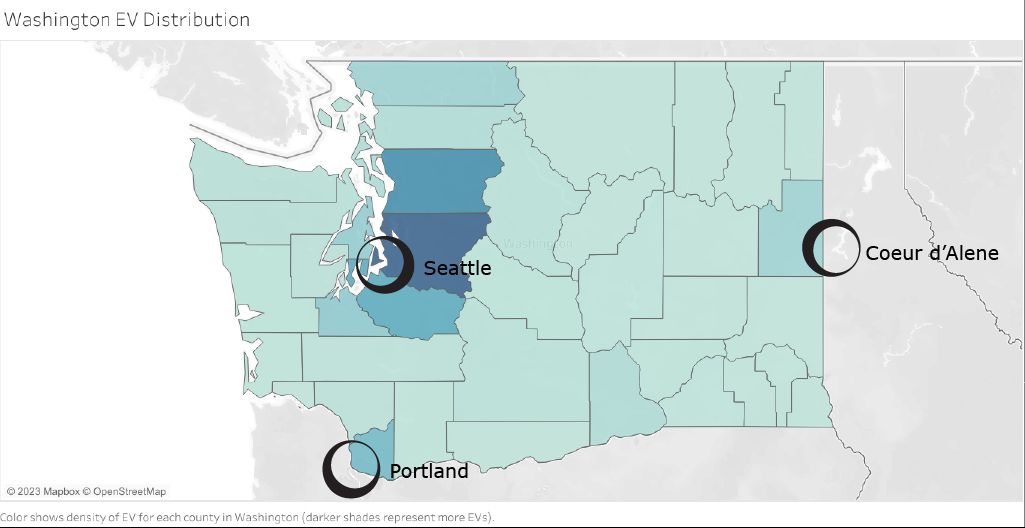 Washington EV Distribution
Washington
Seattle
Coeur d'Alene
Portland
© 2023 Mapbox © OpenStreetMap
Color shows density of EV for each county in Washington (darker shades represent more EVs).